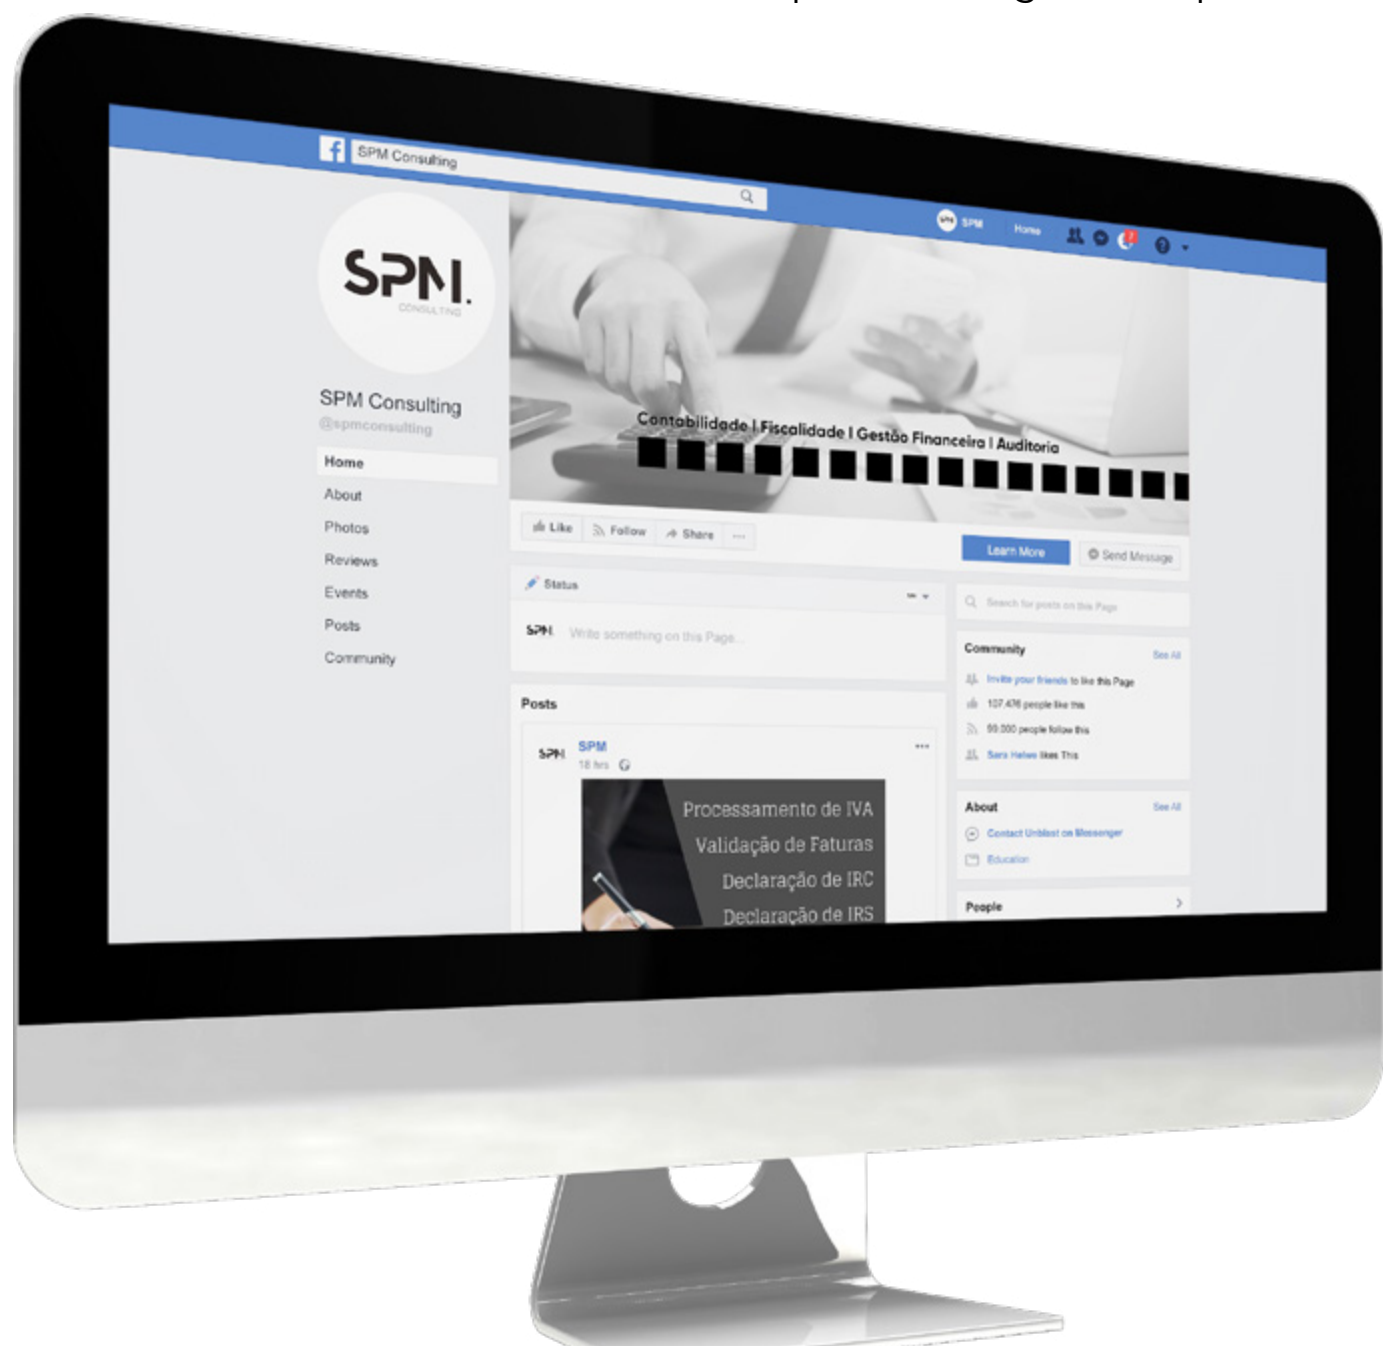 SPM Consulting
SPM
Home
SPM.
CONSULTING
SPM Consulting
@spmconsulting
Home
About
Photos
Reviews
Events
Posts
Community
Contabilidade | Fiscalidade | Gestão Financeira | Auditoria
Like
Follow
Share
Learn More
Send Message
Status
SPM.
Write something on this Page...
Search for posts on this Page
Community
See All
Invite your friends to like this Page
107,476 people like this
people follow this
Sara likes This
Posts
SPM
SPM
18 hrs
Processamento de IVA
Validação de Faturas
Declaração de IRC
Declaração de IRS
About
See All
Contact Unblast on Messenger
Education
People